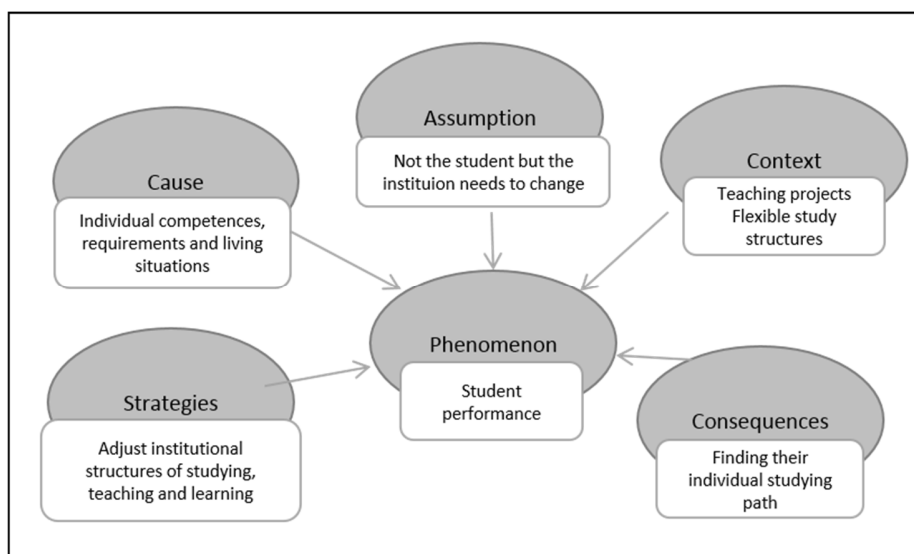 Assumption
Not the student but the
instituion needs to change
Cause
Individual competences,
requirements and living
situations
Context
Teaching projects
Flexible study
structures
Phenomenon
Student
performance
Strategies
Adjust institutional
structures of studying,
teaching and learning
Consequences
Finding their
individual studying
path